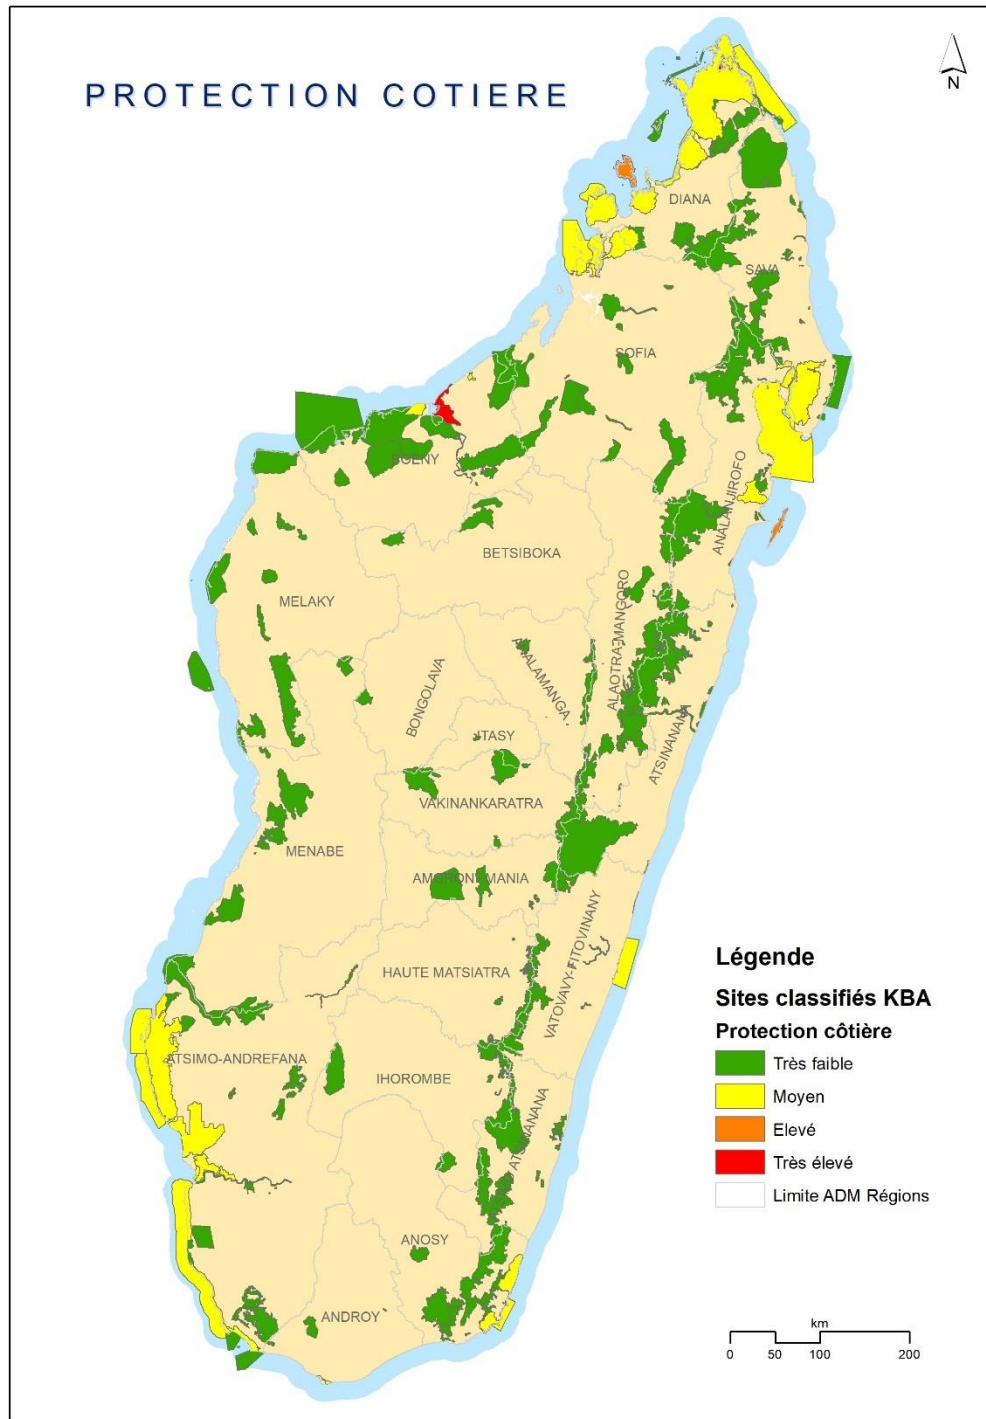 PROTECTION COTIERE
N
DIANA
SAVA
SOFIA
BOENY
ANALANJIROFO
BETSIBOKA
MELAKY
ALAOTRA-MANGORO
ANALAMANGA
BONGOLAVA
ITASY
ATSINANANA
VAKINANKARATRA
MENABE
AMORONT MANIA
VATOVAVY-FITOVINANY
HAUTE MATSIATRA
ATSIMO-ANDREFANA
IHOROMBE
ATSINANANA
ANOSY
ANDROY
Légende
Sites classifiés KBA
Protection côtière
Très faible
Moyen
Elevé
Très élevé
Limite ADM Régions
km
0 50 100 200